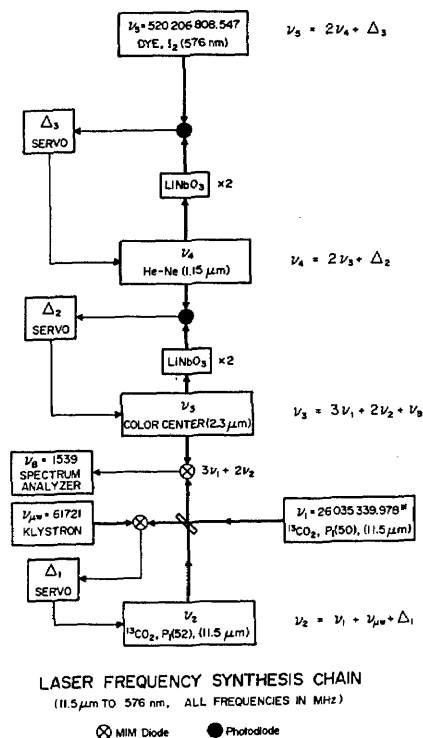 ν5=520 206 808.547
DYE, I2 (576 nm)
ν5 = 2ν4 + Δ3
Δ3
SERVO
LiNbO3 ×2
ν4
He-Ne (1.15 μm)
ν4 = 2ν3 + Δ2
Δ2
SERVO
LiNbO3 ×2
ν3
COLOR CENTER (2.3 μm)
ν3 = 3ν1 + 2ν2 + νB
νB = 1539
SPECTRUM
ANALYZER
3ν1 + 2ν2
νμw = 61721
KLYSTRON
ν1 = 26 035 339.978*
13CO2, PI(50), (11.5 μm)
Δ1
SERVO
ν2
13CO2, PI(52), (11.5 μm)
ν2 = ν1 + νμw + Δ1
LASER FREQUENCY SYNTHESIS CHAIN
(11.5 μm TO 576 nm, ALL FREQUENCIES IN MHz)
⊗ MIM Diode ● Photodiode